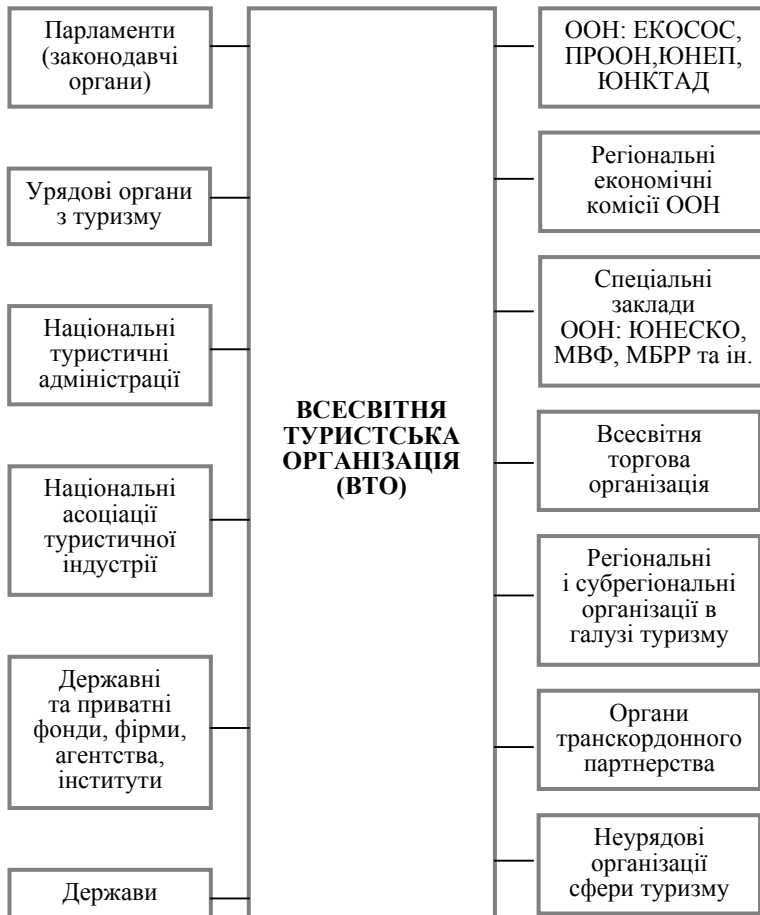 Парламенти
(законодавчі
органи)
Урядові органи
з туризму
Національні
туристичні
адміністрації
Національні
асоціації
туристичної
індустрії
Державні
та приватні
фонди, фірми,
агентства,
інститути
Держави
ВСЕСВІТНЯ
ТУРИСТСЬКА
ОРГАНІЗАЦІЯ
(ВТО)
ООН: ЕКОСОС,
ПРООН,ЮНЕП,
ЮНКТАД
Регіональні
економічні
комісії ООН
Спеціальні
заклади
ООН: ЮНЕСКО,
МВФ, МБРР та ін.
Всесвітня
торгова
організація
Регіональні
і субрегіональні
організації в
галузі туризму
Органи
транскордонного
партнерства
Неурядові
організації
сфери туризму